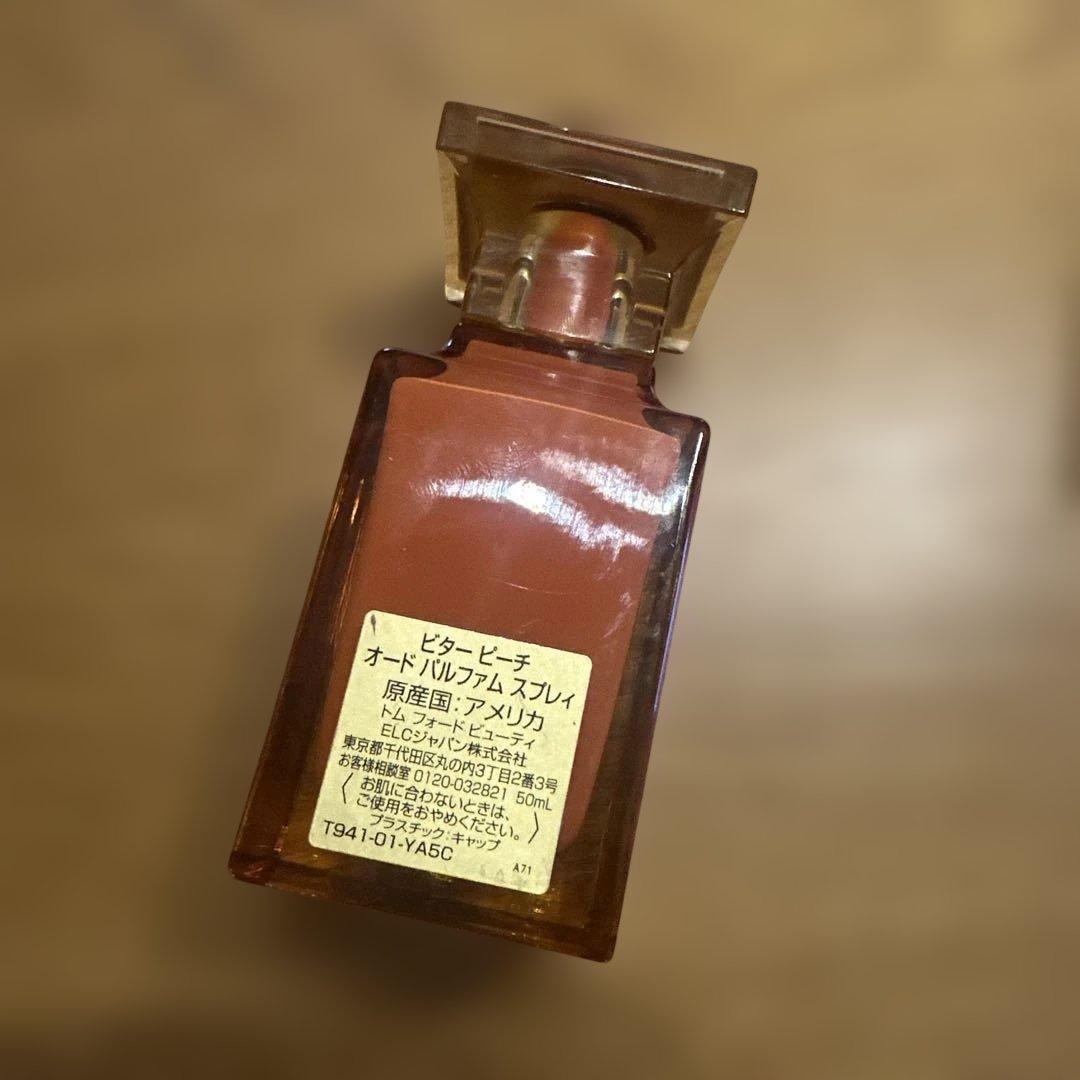 ビター ピーチ
オード パルファム スプレィ
原産国:アメリカ
トム フォード ビューティ
ELCジャパン株式会社
東京都千代田区丸の内3丁目2番3号
お客様相談室 0120-032821 50mL
〈お肌に合わないときは、
ご使用をおやめください。〉
プラスチック:キャップ
T941-01-YA5C
A71